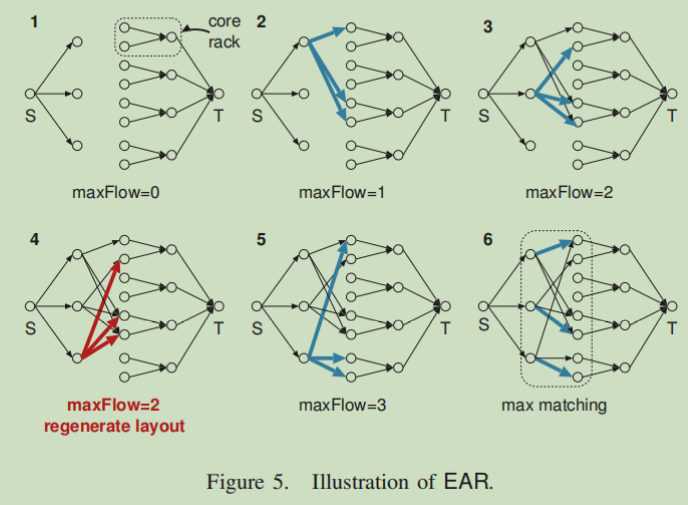 1
core
rack
S
T
maxFlow=0
2
S
T
maxFlow=1
3
S
T
maxFlow=2
4
S
T
maxFlow=2
regenerate layout
5
S
T
maxFlow=3
6
S
T
max matching
Figure 5. Illustration of EAR.